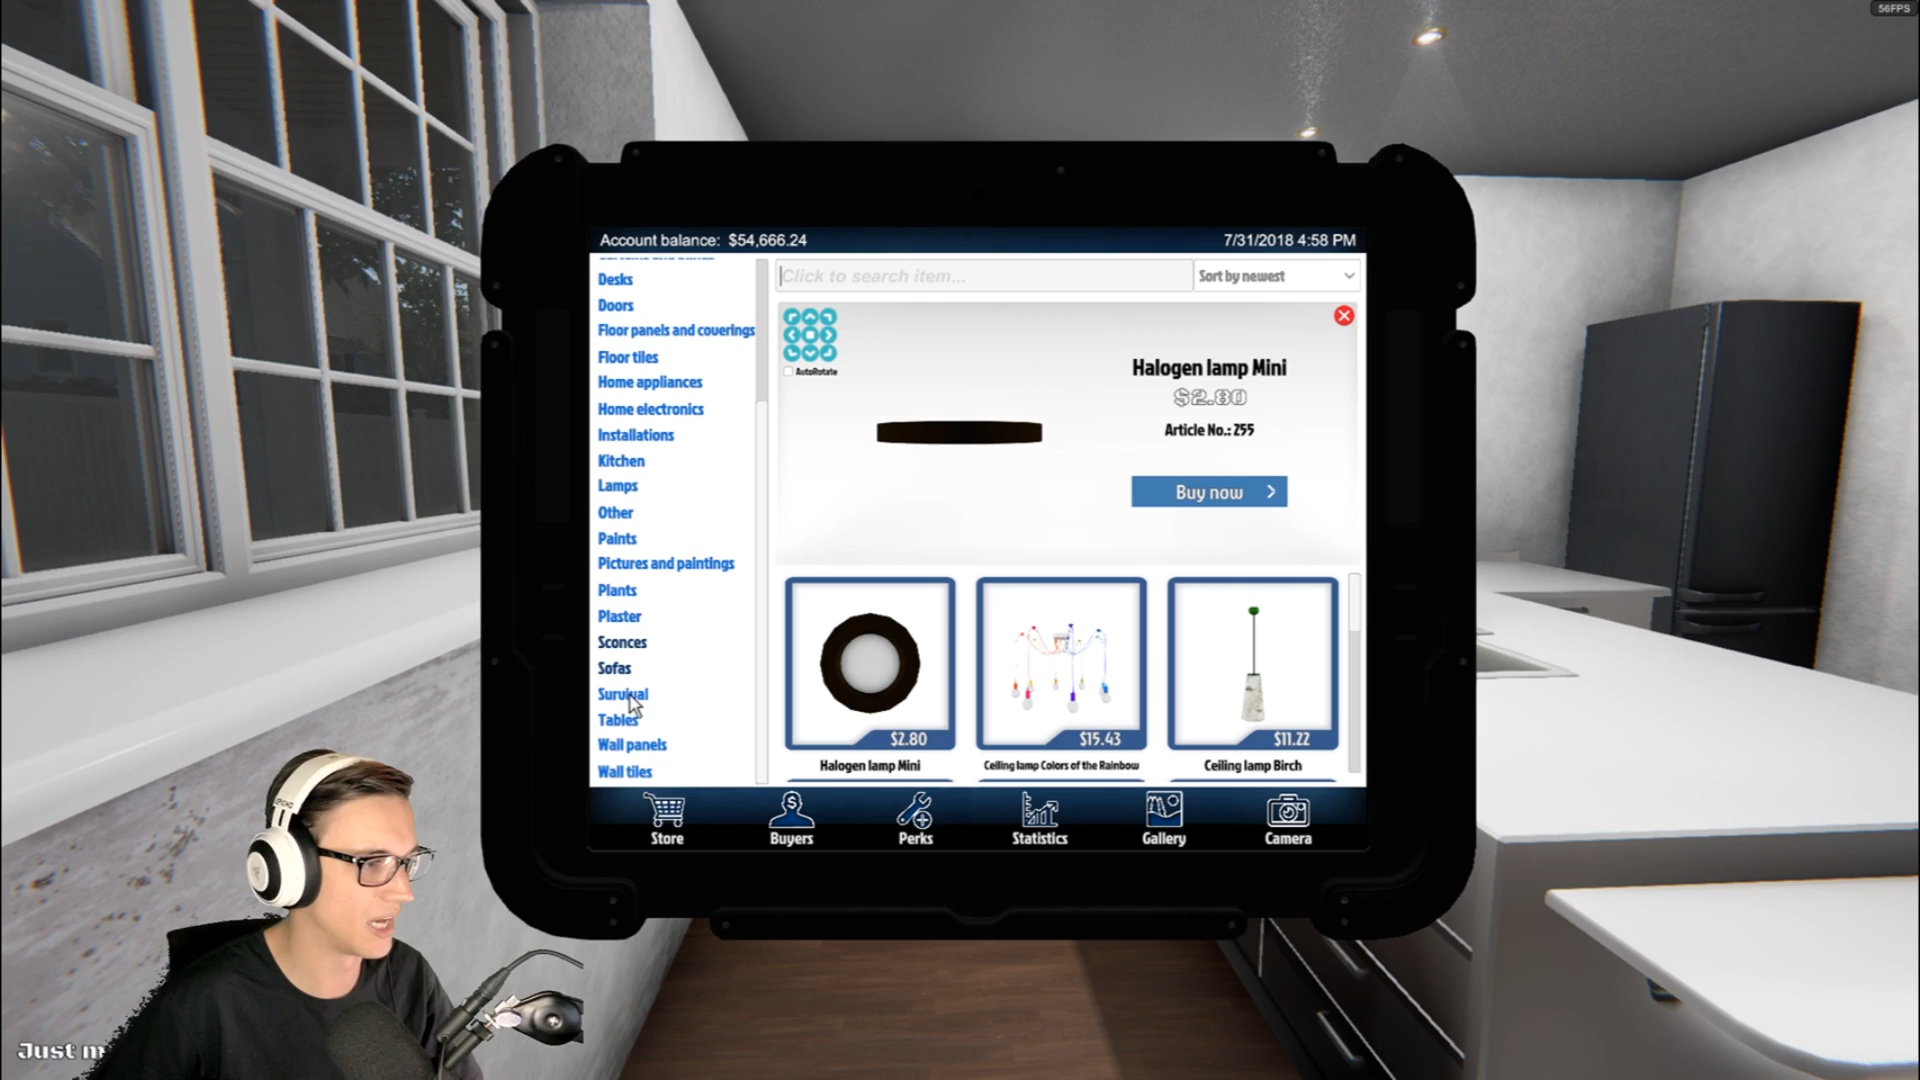 56FPS
Account balance: $54,666.24
7/31/2018 4:58 PM
Desks
Doors
Floor panels and coverings
Floor tiles
Home appliances
Home electronics
Installations
Kitchen
Lamps
Other
Paints
Pictures and paintings
Plants
Plaster
Sconces
Sofas
Survival
Tables
Wall panels
Wall tiles
Click to search item...
Sort by newest
AutoRotate
Halogen lamp Mini
$2.80
Article No.: 255
Buy now
$2.80
$15.43
$11.22
Halogen lamp Mini
Ceiling lamp Colors of the Rainbow
Ceiling lamp Birch
Store
Buyers
Perks
Statistics
Gallery
Camera
Just m